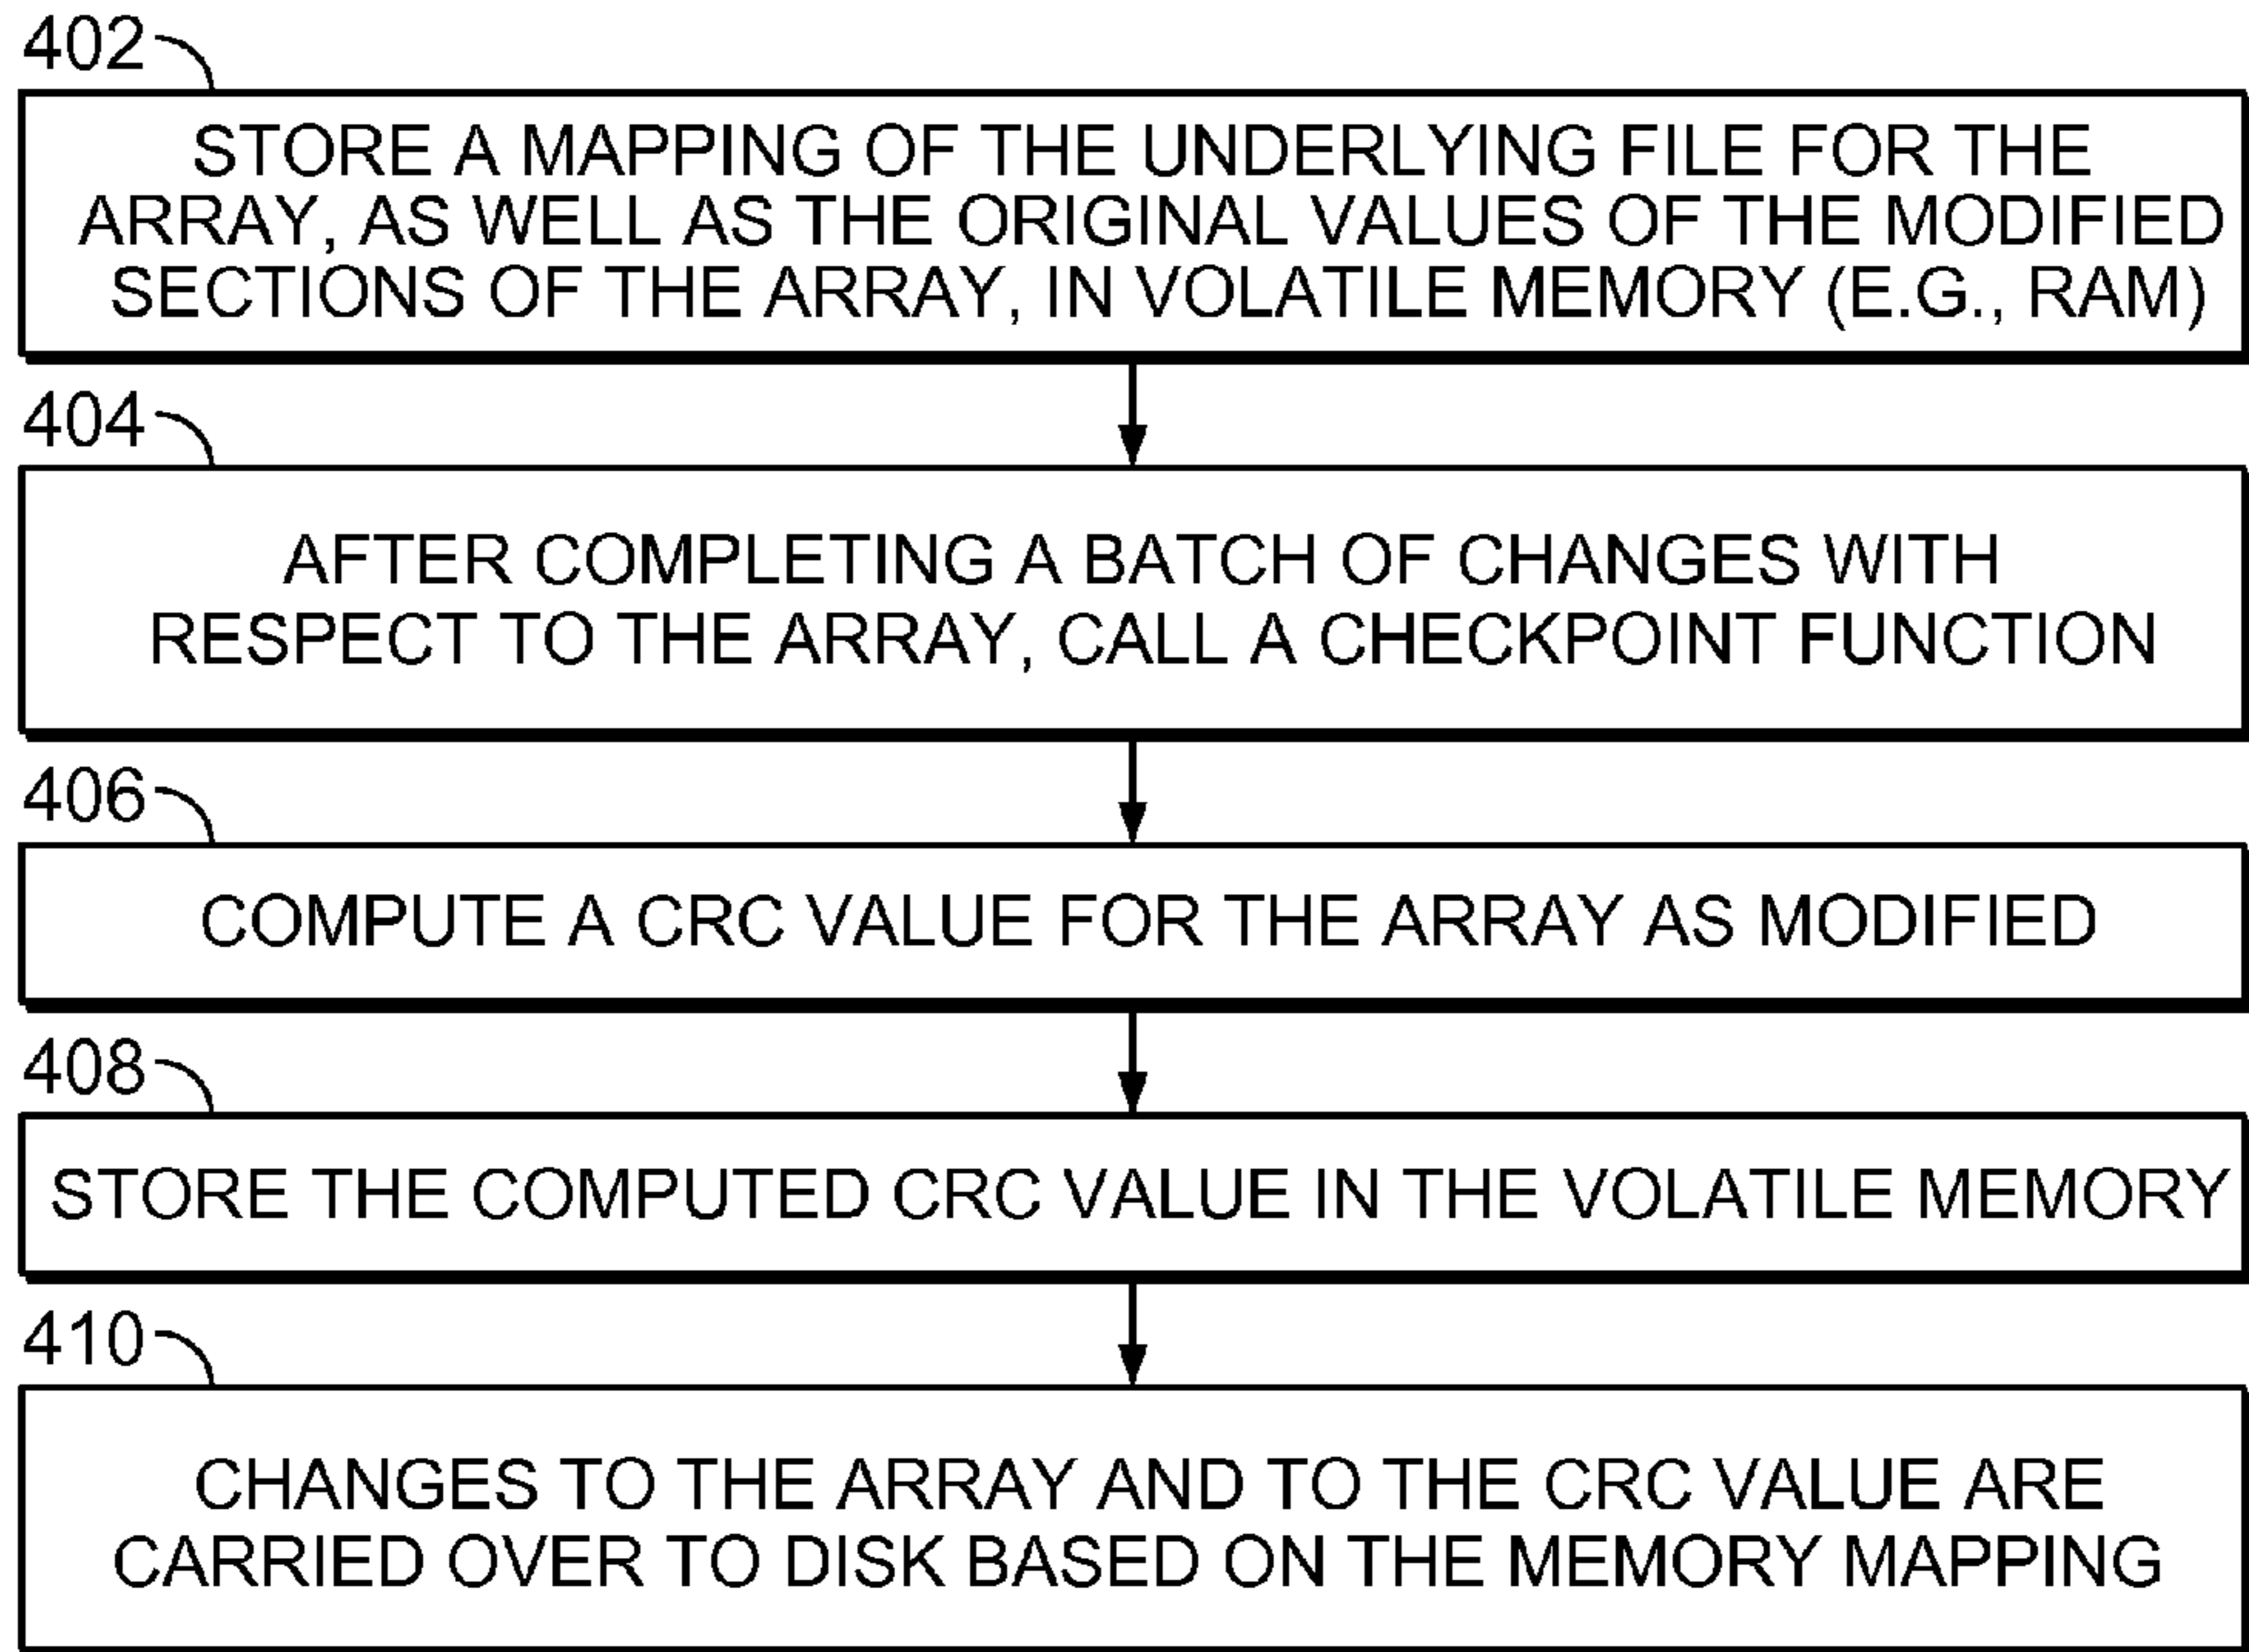 402
STORE A MAPPING OF THE UNDERLYING FILE FOR THE
ARRAY, AS WELL AS THE ORIGINAL VALUES OF THE MODIFIED
SECTIONS OF THE ARRAY, IN VOLATILE MEMORY (E.G., RAM)
404
AFTER COMPLETING A BATCH OF CHANGES WITH
RESPECT TO THE ARRAY, CALL A CHECKPOINT FUNCTION
406
COMPUTE A CRC VALUE FOR THE ARRAY AS MODIFIED
408
STORE THE COMPUTED CRC VALUE IN THE VOLATILE MEMORY
410
CHANGES TO THE ARRAY AND TO THE CRC VALUE ARE
CARRIED OVER TO DISK BASED ON THE MEMORY MAPPING